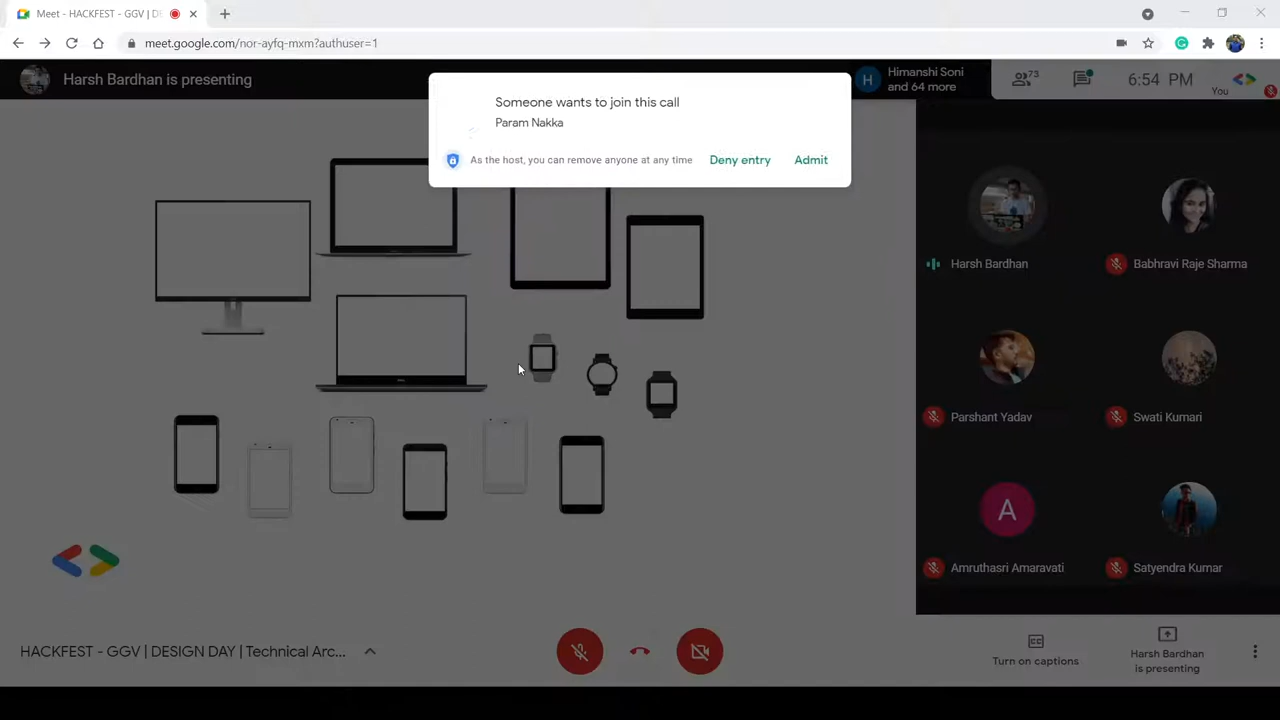 Meet - HACKFEST - GGV | DE
meet.google.com/nor-ayfq-mxm?authuser=1
Harsh Bardhan is presenting
Someone wants to join this call
Param Nakka
As the host, you can remove anyone at any time
Deny entry
Admit
H
Himanshi Soni
and 64 more
73
6:54 PM
You
Harsh Bardhan
Babhravi Raje Sharma
Parshant Yadav
Swati Kumari
A
Amruthasri Amaravati
Satyendra Kumar
HACKFEST - GGV | DESIGN DAY | Technical Arc...
CC
Turn on captions
Harsh Bardhan
is presenting